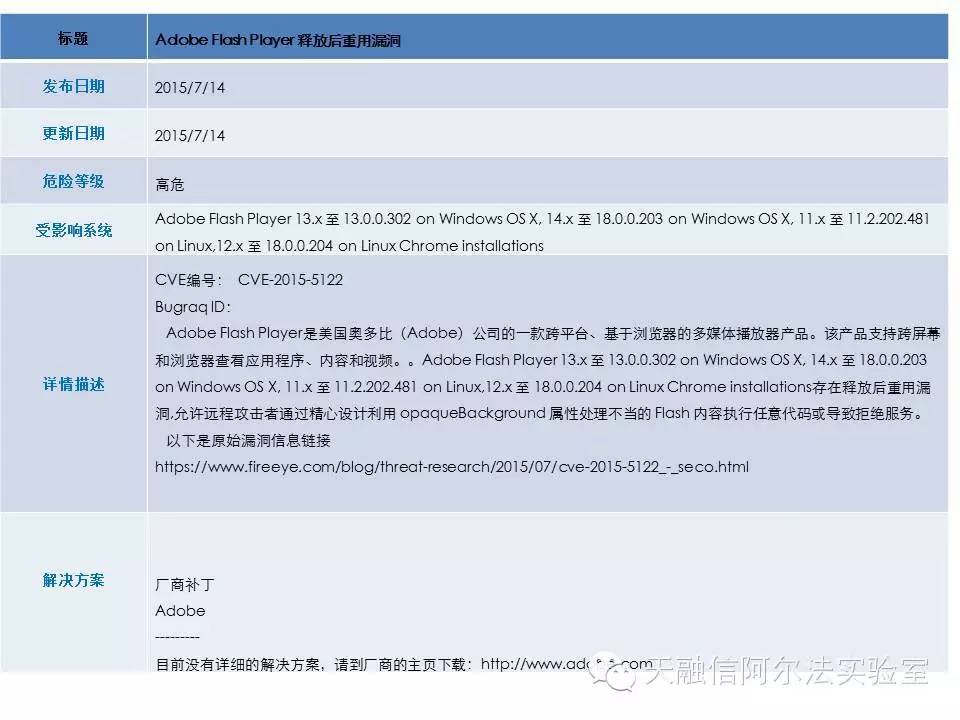 标题
Adobe Flash Player 释放后重用漏洞
发布日期
2015/7/14
更新日期
2015/7/14
危险等级
高危
受影响系统
Adobe Flash Player 13.x 至 13.0.0.302 on Windows OS X, 14.x 至 18.0.0.203 on Windows OS X, 11.x 至 11.2.202.481
on Linux,12.x 至 18.0.0.204 on Linux Chrome installations
详情描述
CVE编号： CVE-2015-5122
Bugraq ID：
Adobe Flash Player是美国奥多比（Adobe）公司的一款跨平台、基于浏览器的多媒体播放器产品。该产品支持跨屏幕
和浏览器查看应用程序、内容和视频。。Adobe Flash Player 13.x 至 13.0.0.302 on Windows OS X, 14.x 至 18.0.0.203
on Windows OS X, 11.x 至 11.2.202.481 on Linux,12.x 至 18.0.0.204 on Linux Chrome installations存在释放后重用漏
洞,允许远程攻击者通过精心设计利用 opaqueBackground 属性处理不当的 Flash 内容执行任意代码或导致拒绝服务。
以下是原始漏洞信息链接
https://www.fireeye.com/blog/threat-research/2015/07/cve-2015-5122_-_seco.html
解决方案
厂商补丁
Adobe
---------
目前没有详细的解决方案，请到厂商的主页下载：http://www.adobe.com
天融信阿尔法实验室